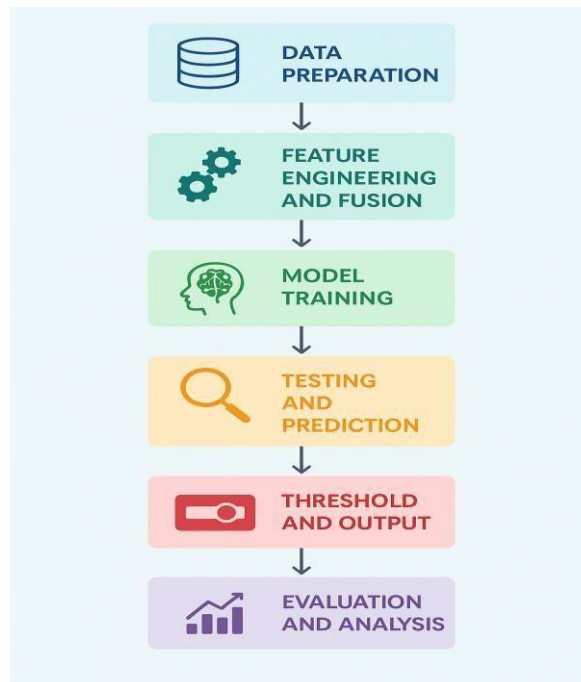 DATA
PREPARATION
FEATURE
ENGINEERING
AND FUSION
MODEL
TRAINING
TESTING
AND
PREDICTION
THRESHOLD
AND OUTPUT
EVALUATION
AND ANALYSIS